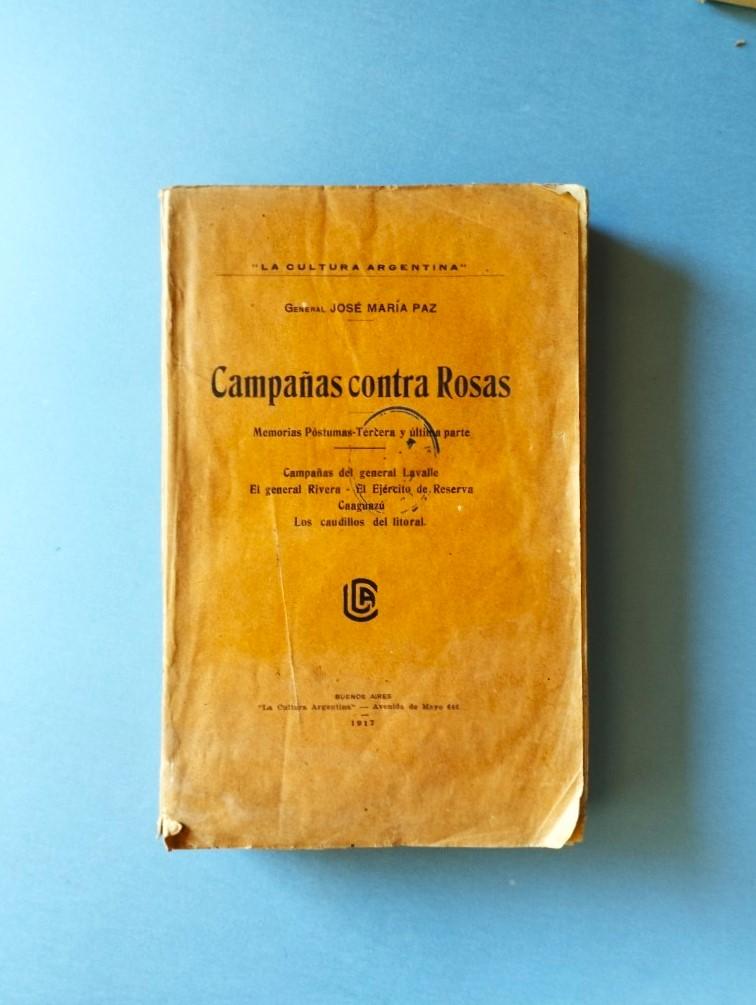 "LA CULTURA ARGENTINA"
General JOSÉ MARÍA PAZ
Campañas contra Rosas
Memorias Póstumas-Tercera y última parte
Campañas del general Lavalle
El general Rivera - El Ejército de Reserva
Caaguazú
Los caudillos del litoral.
LCA
BUENOS AIRES
"La Cultura Argentina" — Avenida de Mayo 646
1917